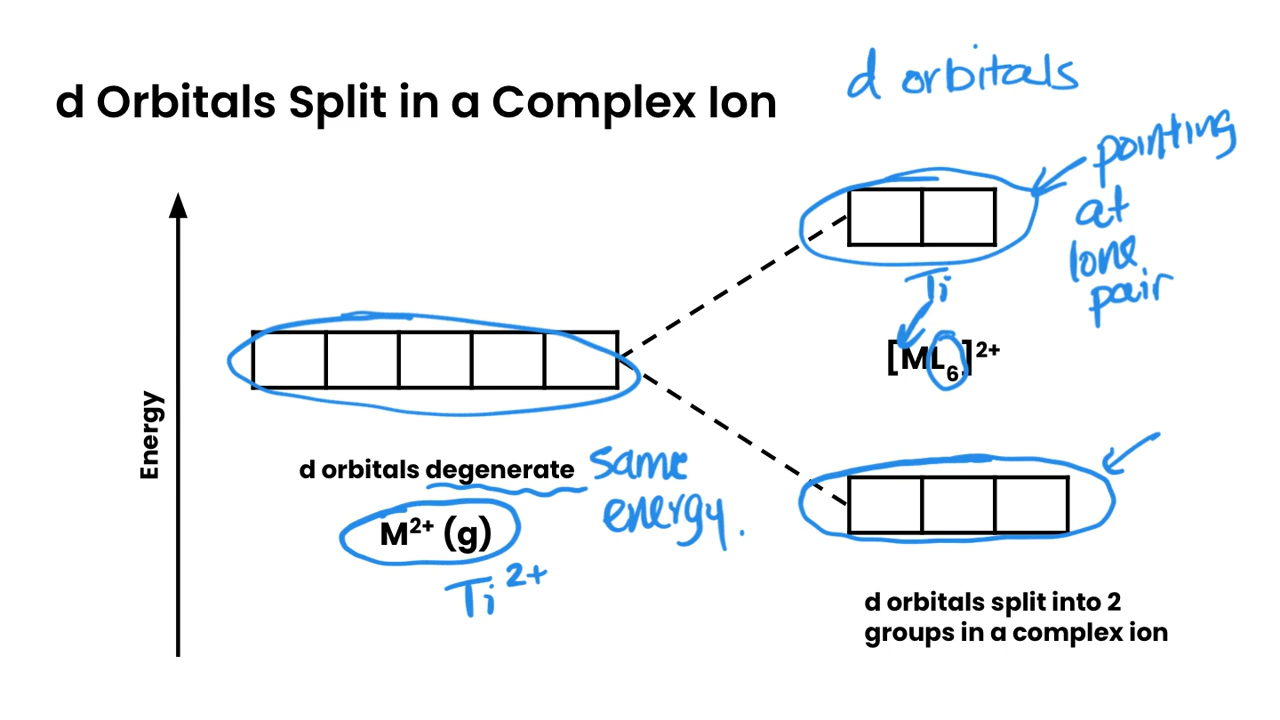 d Orbitals Split in a Complex Ion
d orbitals
pointing
at
lone
pair
Energy
Ti
[ML₆]²⁺
d orbitals degenerate
same
energy.
M²⁺ (g)
Ti²⁺
d orbitals split into 2
groups in a complex ion